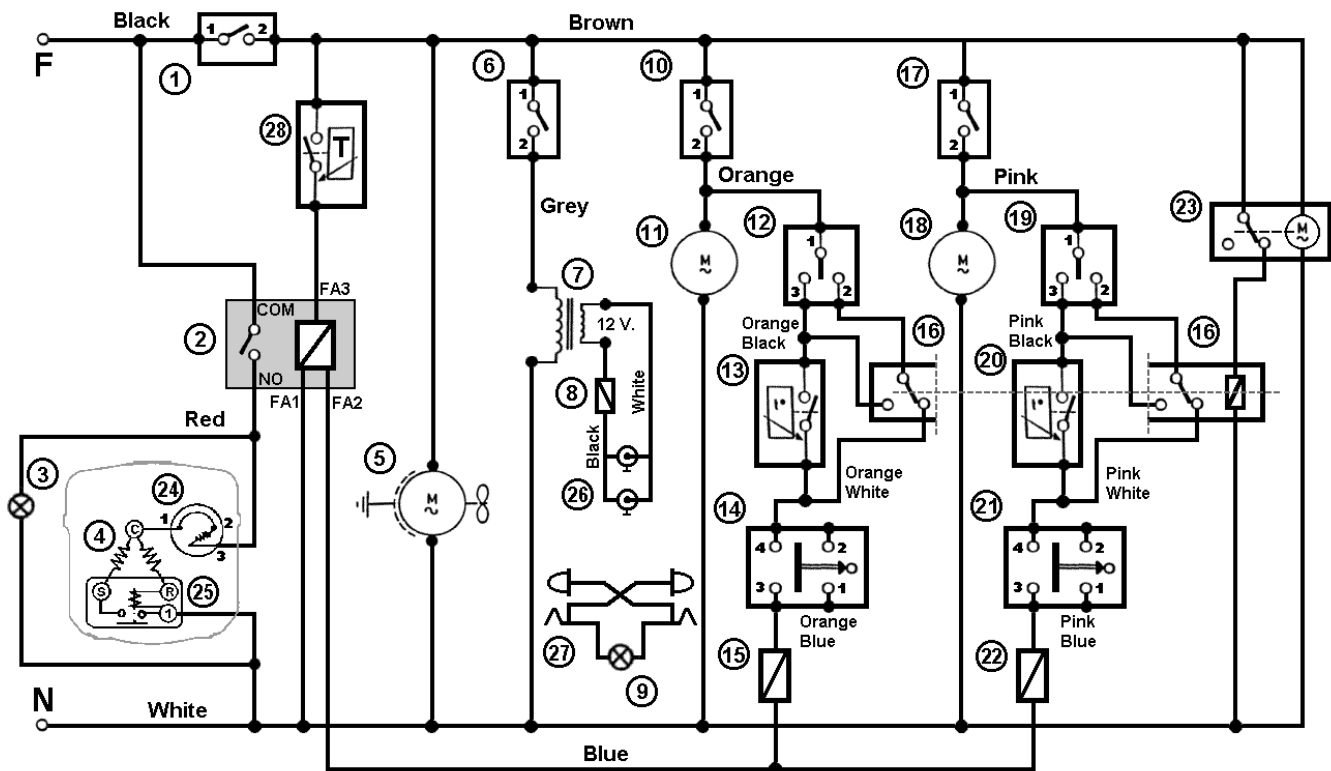 Black
1 2
Brown
F
1
6
10
17
1
2
1
2
1
2
28
T
Orange
Pink
Grey
12
19
23
11
18
M
~
M
~
M
~
1
3 2
1
3 2
7
12 V.
FA3
COM
2
NO
FA1
FA2
Orange
Black
16
Pink
Black
16
13
20
8
White
Black
Red
3
24
5
M
~
26
Orange
White
Pink
White
1
2
3
4
C
S
R
1
25
14
21
4 2
3 1
4 2
3 1
27
9
Orange
Blue
Pink
Blue
15
22
N
White
Blue